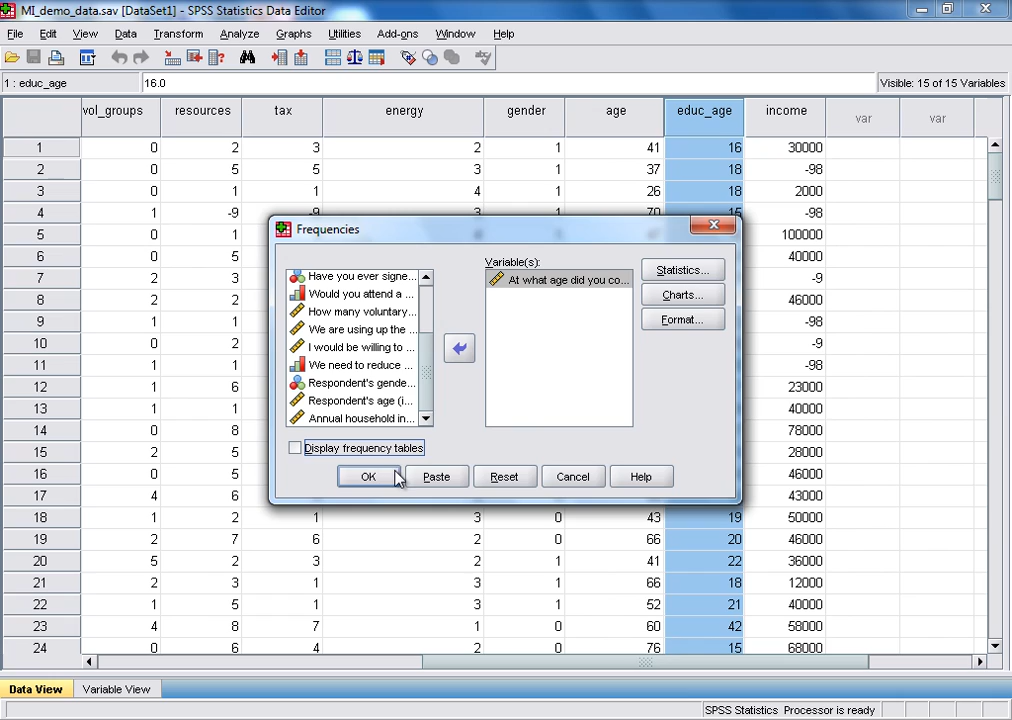 MI_demo_data.sav [DataSet1] - SPSS Statistics Data Editor
File Edit View Data Transform Analyze Graphs Utilities Add-ons Window Help
1 : educ_age 16.0 Visible: 15 of 15 Variables
vol_groups resources tax energy gender age educ_age income var var
1 0 2 3 2 1 41 16 30000
2 0 5 5 3 1 37 18 -98
3 0 1 1 4 1 26 18 2000
4 1 -9 -9 3 1 70 15 -98
5 0 1 100000
6 0 5 40000
7 2 3 -9
8 2 2 46000
9 1 1 -98
10 0 2 -9
11 1 1 -98
12 1 6 23000
13 1 1 40000
14 0 8 78000
15 2 5 28000
16 0 5 46000
17 4 6 43000
18 1 2 1 3 0 43 19 50000
19 2 7 6 2 0 66 20 46000
20 5 2 3 2 1 41 22 36000
21 2 3 1 3 1 66 18 12000
22 1 5 1 3 1 52 21 40000
23 4 8 7 1 0 60 42 58000
24 0 6 4 2 0 76 15 68000
Frequencies
Variable(s):
Have you ever signe...
Would you attend a ...
How many voluntary...
We are using up the ...
I would be willing to ...
We need to reduce ...
Respondent's gende...
Respondent's age (i...
Annual household in...
At what age did you co...
Statistics...
Charts...
Format...
Display frequency tables
OK Paste Reset Cancel Help
Data View Variable View
SPSS Statistics Processor is ready